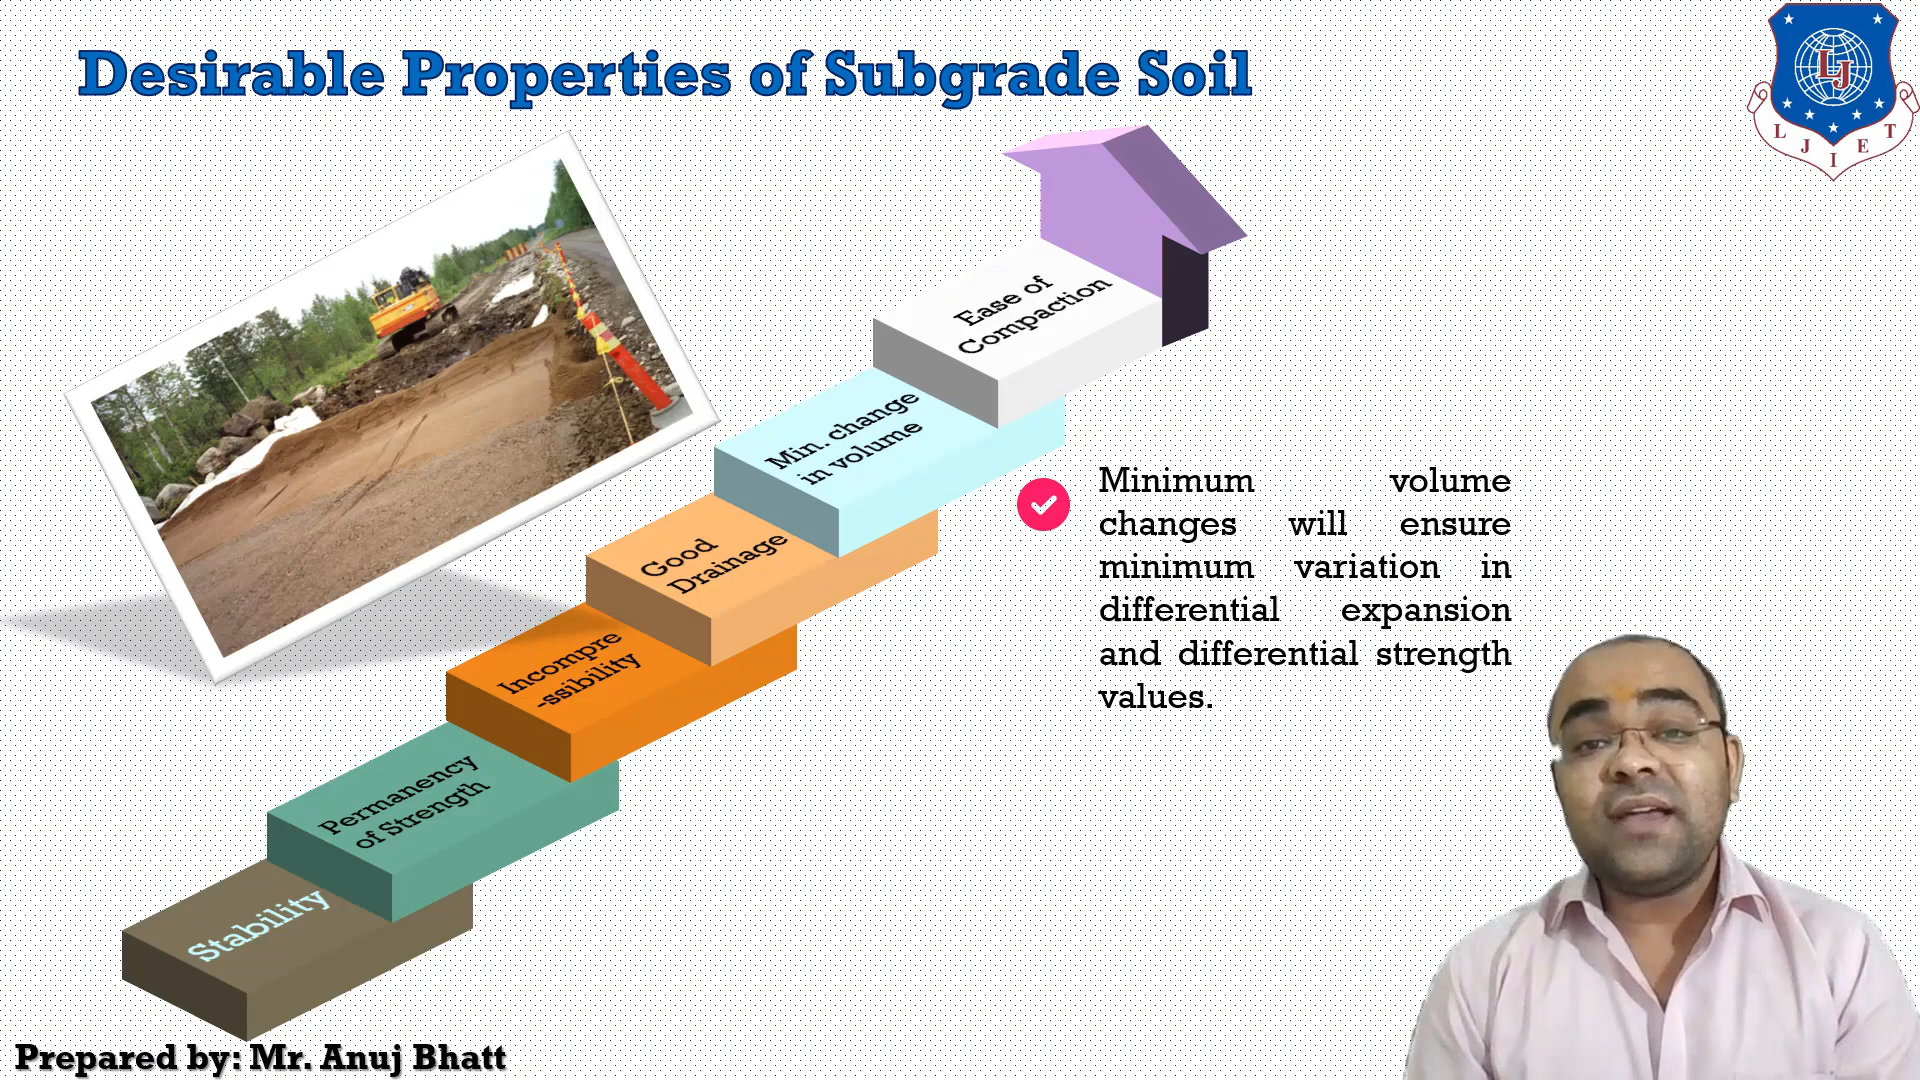 Desirable Properties of Subgrade Soil
LJ
L J I E T
Ease of
Compaction
Min. change
in volume
Good
Drainage
Incompre
-ssibility
Permanency
of Strength
Stability
Minimum volume
changes will ensure
minimum variation in
differential expansion
and differential strength
values.
Prepared by: Mr. Anuj Bhatt